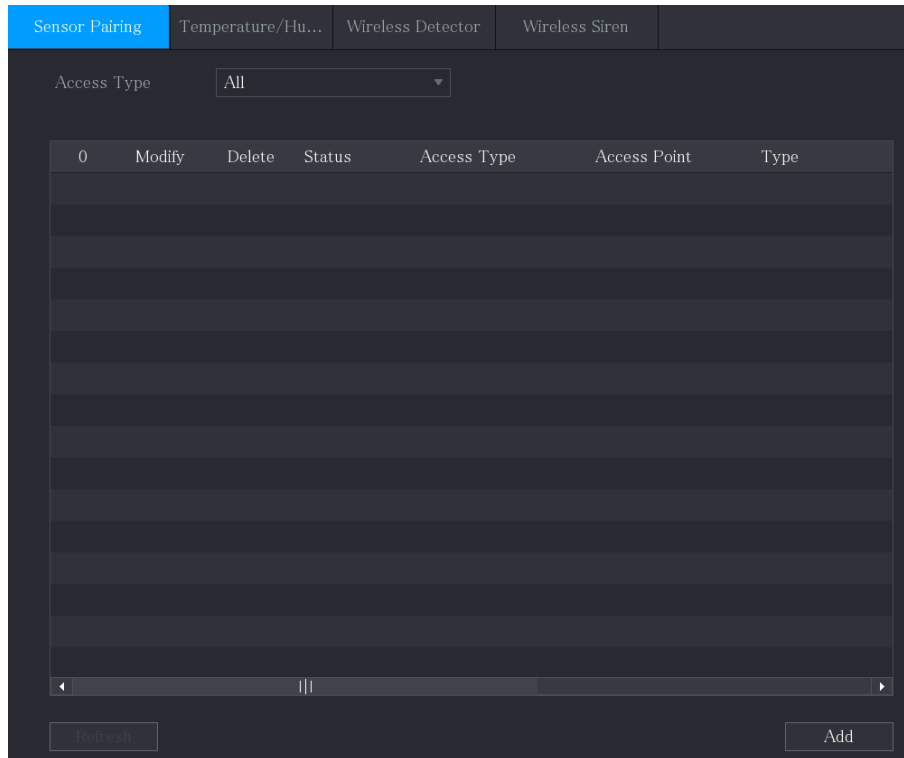 Sensor Pairing Temperature/Hu... Wireless Detector Wireless Siren
Access Type All
0 Modify Delete Status Access Type Access Point Type
Refresh Add